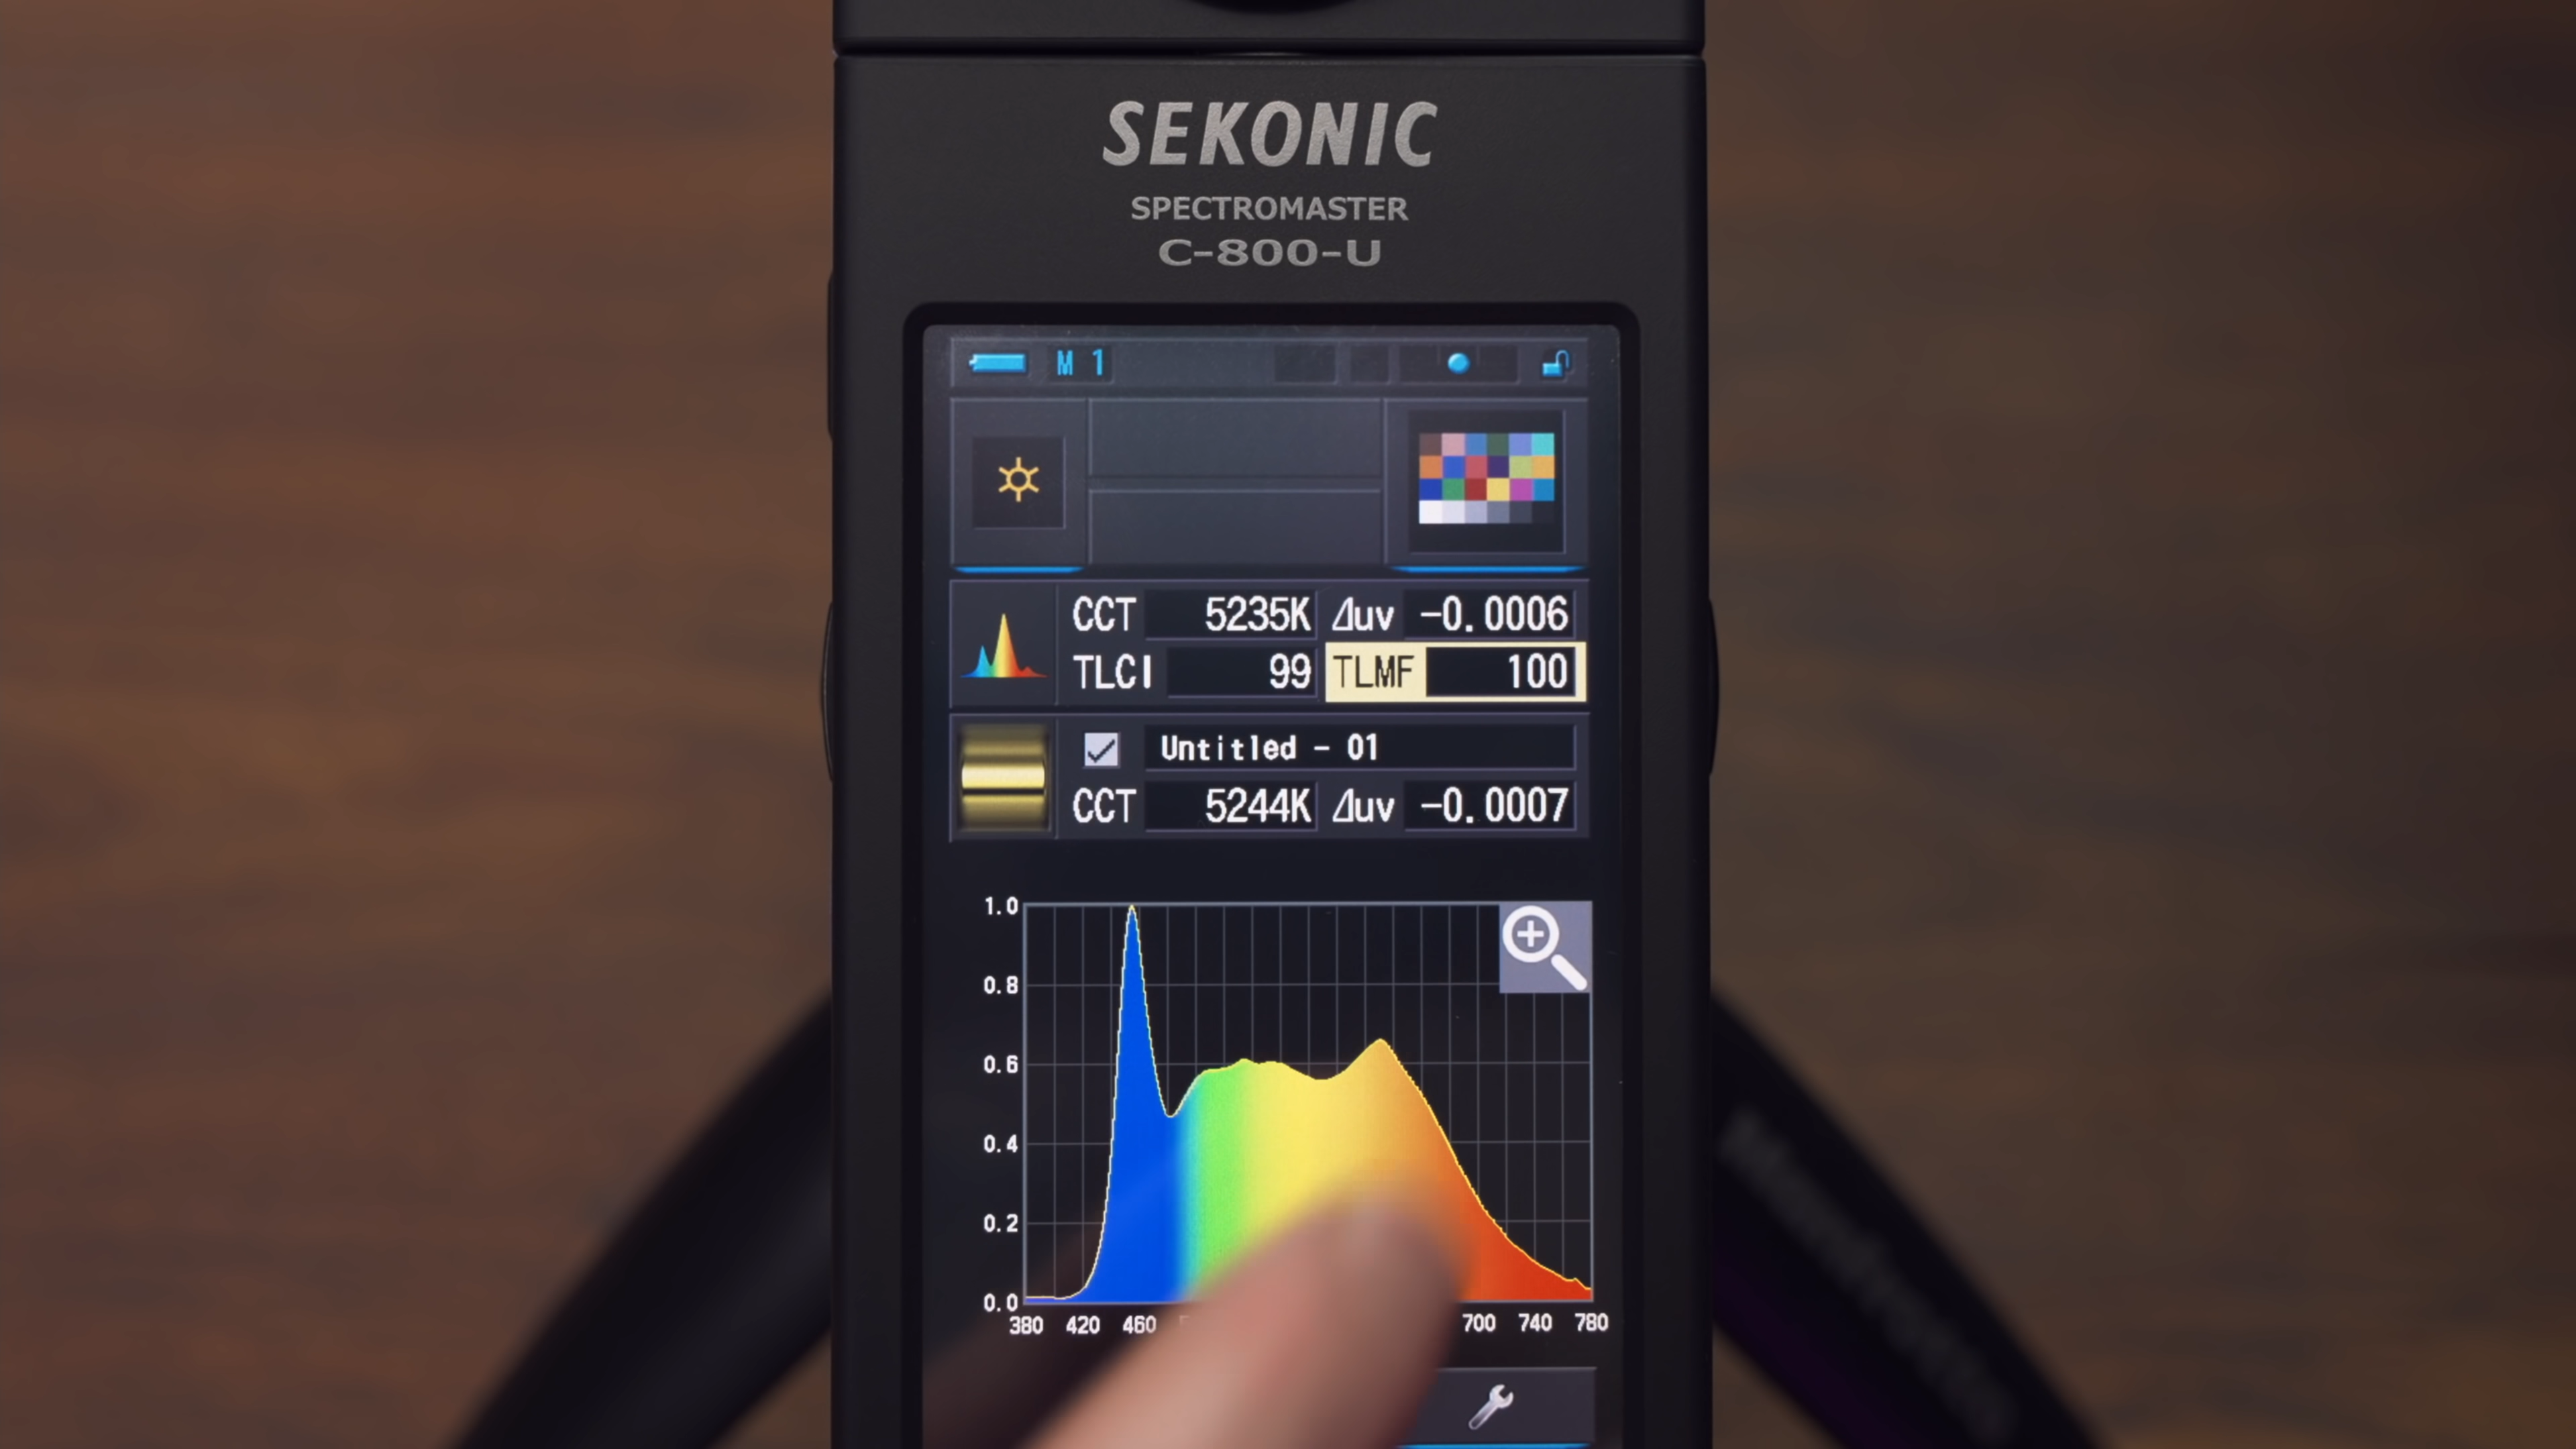 SEKONIC
SPECTROMASTER
C-800-U
M 1
CCT 5235K Δuv -0.0006
TLCI 99 TLMF 100
Untitled - 01
CCT 5244K Δuv -0.0007
1.0
0.8
0.6
0.4
0.2
0.0
380 420 460 700 740 780